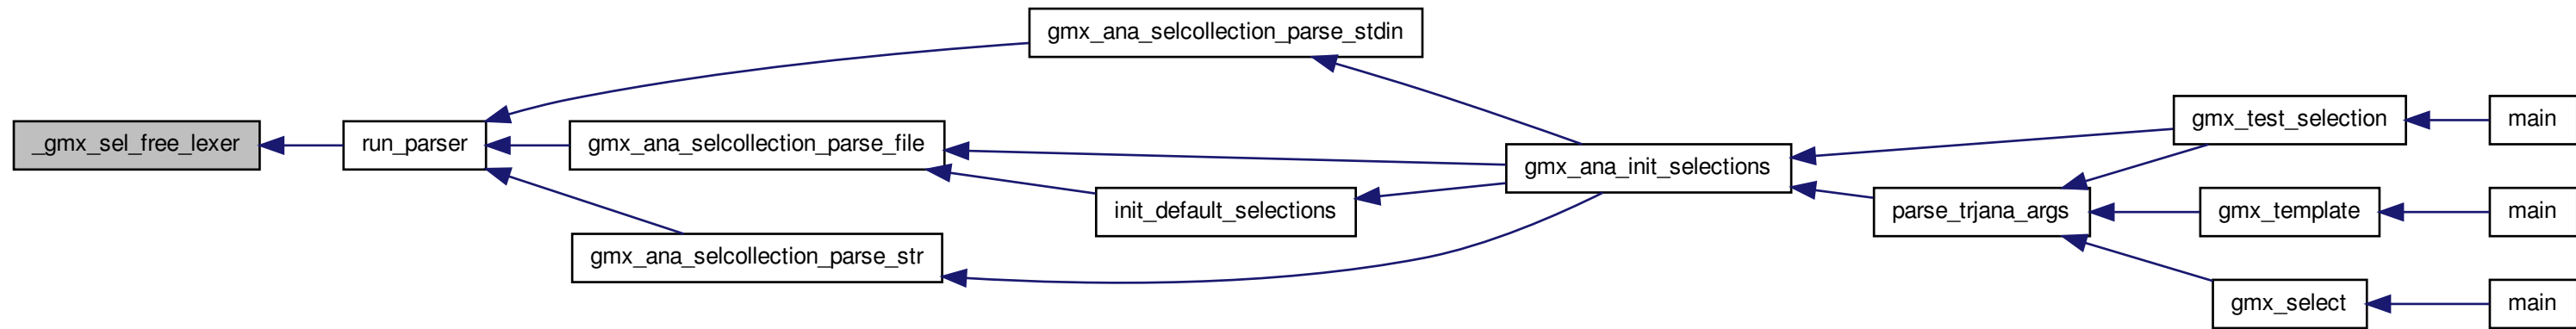 _gmx_sel_free_lexer
run_parser
gmx_ana_selcollection_parse_stdin
gmx_ana_selcollection_parse_file
gmx_ana_selcollection_parse_str
init_default_selections
gmx_ana_init_selections
parse_trjana_args
gmx_test_selection
gmx_template
gmx_select
main
main
main